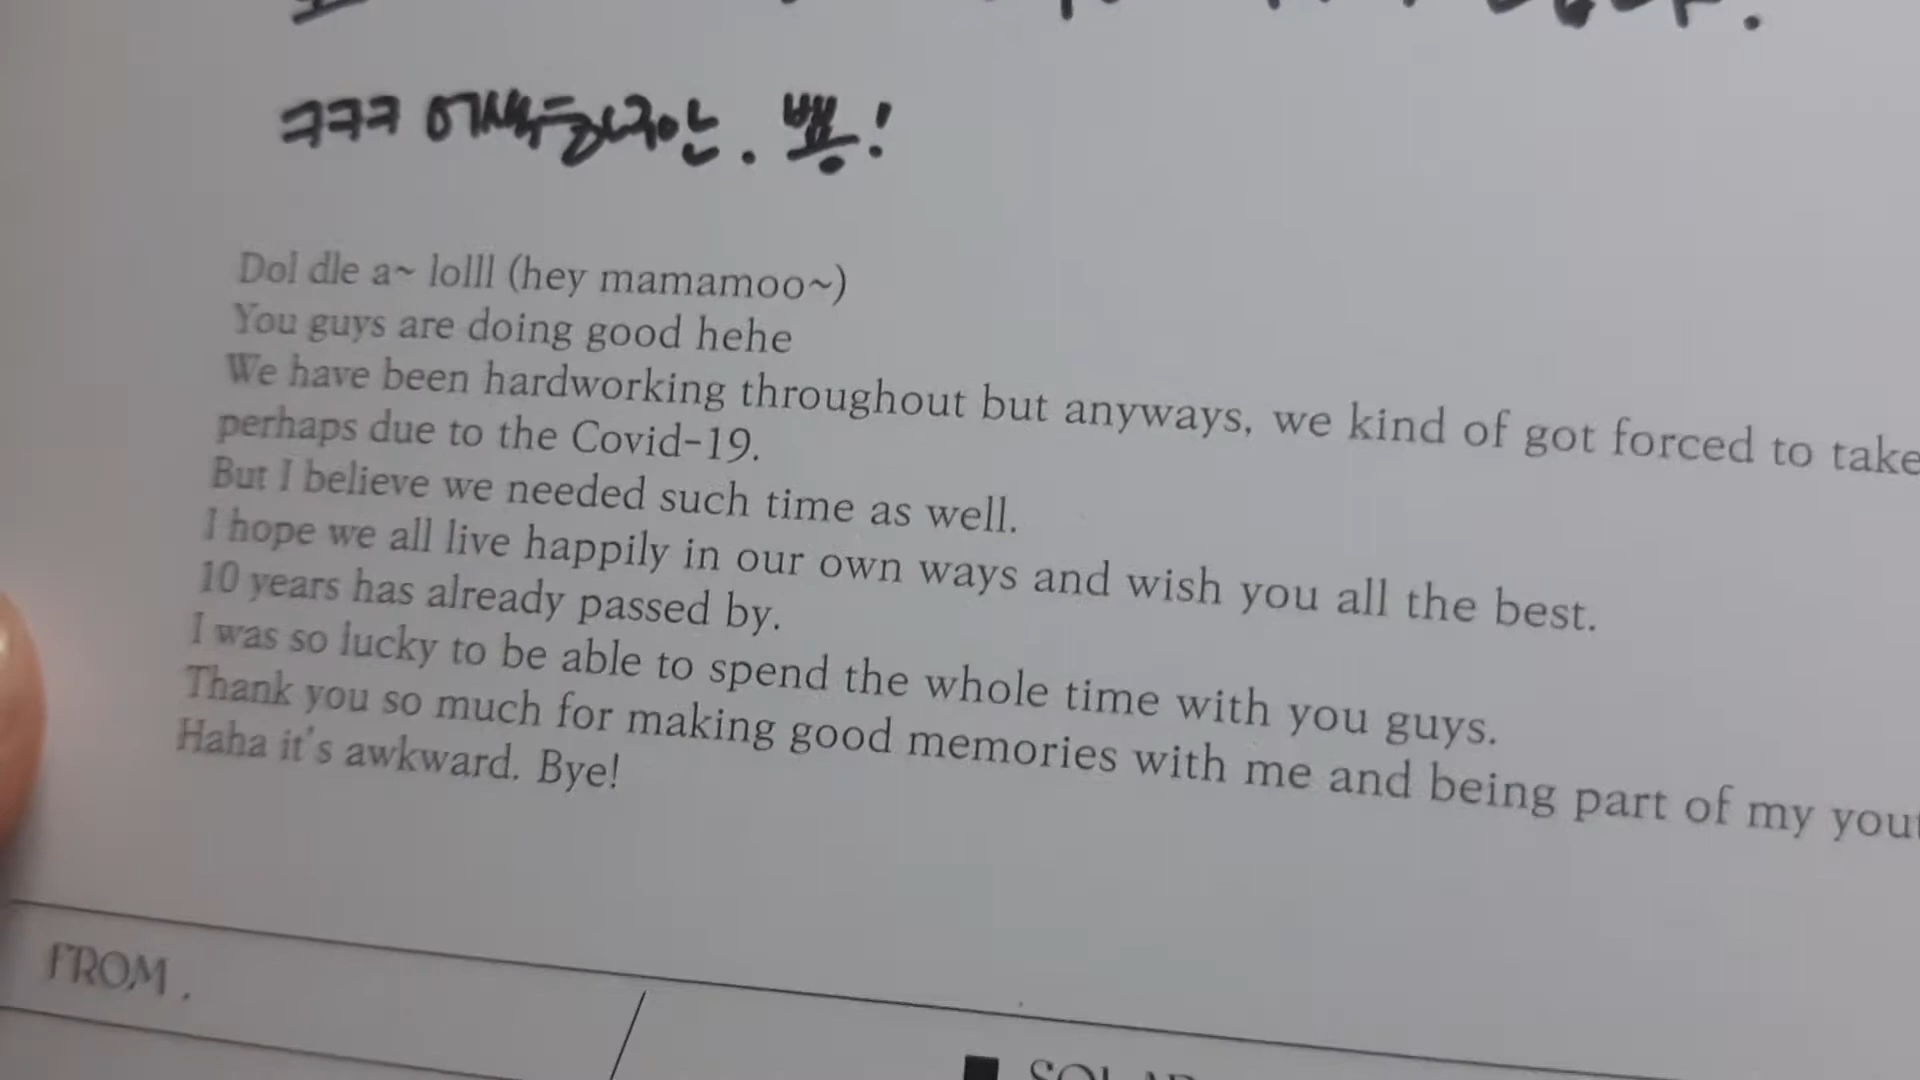 ㅋㅋㅋ 어색하구만. 뿅!
Dol dle a~ lolll (hey mamamoo~)
You guys are doing good hehe
We have been hardworking throughout but anyways, we kind of got forced to take
perhaps due to the Covid-19.
But I believe we needed such time as well.
I hope we all live happily in our own ways and wish you all the best.
10 years has already passed by.
I was so lucky to be able to spend the whole time with you guys.
Thank you so much for making good memories with me and being part of my
Haha it's awkward. Bye!
FROM.
■ SOLAR